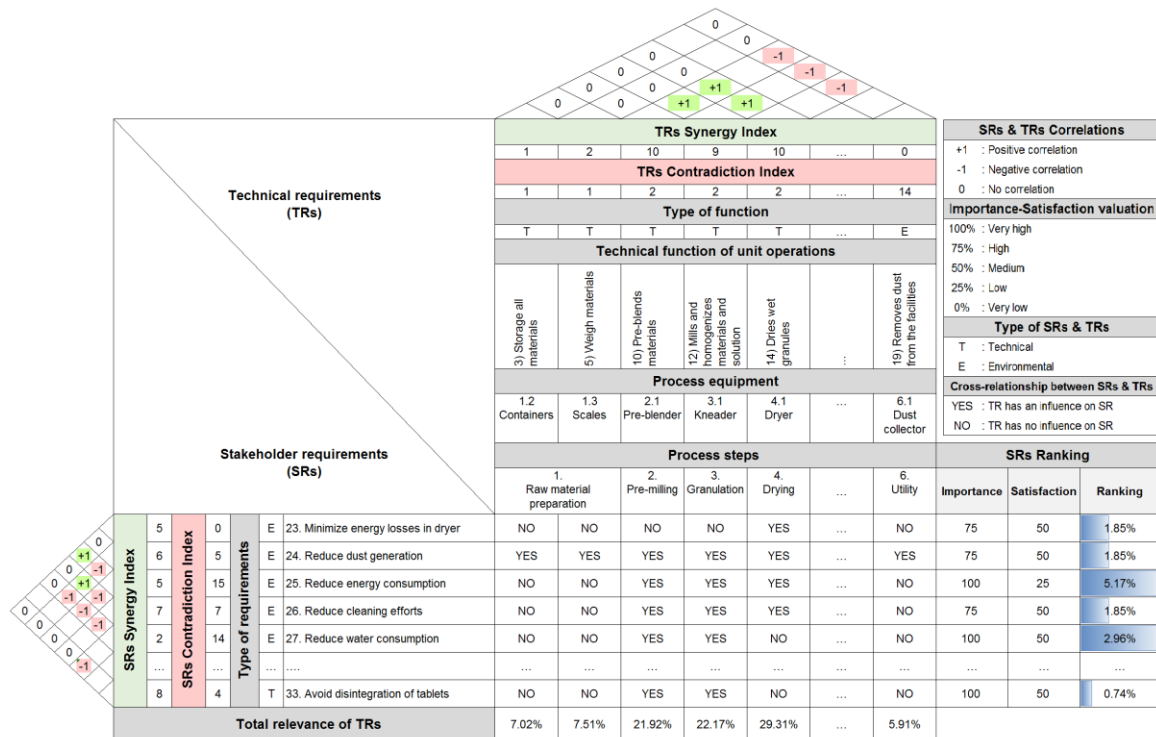 0
0 0
0 -1
0 0 -1
0 0 +1 -1
0 0 +1 +1
TRs Synergy Index
1 2 10 9 10 ... 0
TRs Contradiction Index
1 1 2 2 2 ... 14
Type of function
T T T T T ... E
Technical function of unit operations
3) Storage all
materials
5) Weigh materials
10) Pre-blends
materials
12) Mills and
homogenizes
materials and
solution
14) Dries wet
granules
...
19) Removes dust
from the facilities
Process equipment
1.2
Containers
1.3
Scales
2.1
Pre-blender
3.1
Kneader
4.1
Dryer
...
6.1
Dust
collector
Process steps
1.
Raw material
preparation
2.
Pre-milling
3.
Granulation
4.
Drying
...
6.
Utility
Technical requirements
(TRs)
Stakeholder requirements
(SRs)
SRs & TRs Correlations
+1 : Positive correlation
-1 : Negative correlation
0 : No correlation
Importance-Satisfaction valuation
100% : Very high
75% : High
50% : Medium
25% : Low
0% : Very low
Type of SRs & TRs
T : Technical
E : Environmental
Cross-relationship between SRs & TRs
YES : TR has an influence on SR
NO : TR has no influence on SR
SRs Ranking
Importance Satisfaction Ranking
0
+1
0 -1
0 +1
0 -1 -1
0 -1
0 -1
0
0
-1
SRs Synergy Index
SRs Contradiction Index
Type of requirements
5 0 E 23. Minimize energy losses in dryer NO NO NO NO YES ... NO 75 50 1.85%
6 5 E 24. Reduce dust generation YES YES YES YES YES ... YES 75 50 1.85%
5 15 E 25. Reduce energy consumption NO NO YES YES YES ... NO 100 25 5.17%
7 7 E 26. Reduce cleaning efforts NO NO YES YES YES ... NO 75 50 1.85%
2 14 E 27. Reduce water consumption NO NO YES YES NO ... NO 100 50 2.96%
... ... ... .... ... ... ... ... ... ... ... ... ... ...
8 4 T 33. Avoid disintegration of tablets NO NO YES YES NO ... NO 100 50 0.74%
Total relevance of TRs 7.02% 7.51% 21.92% 22.17% 29.31% ... 5.91%